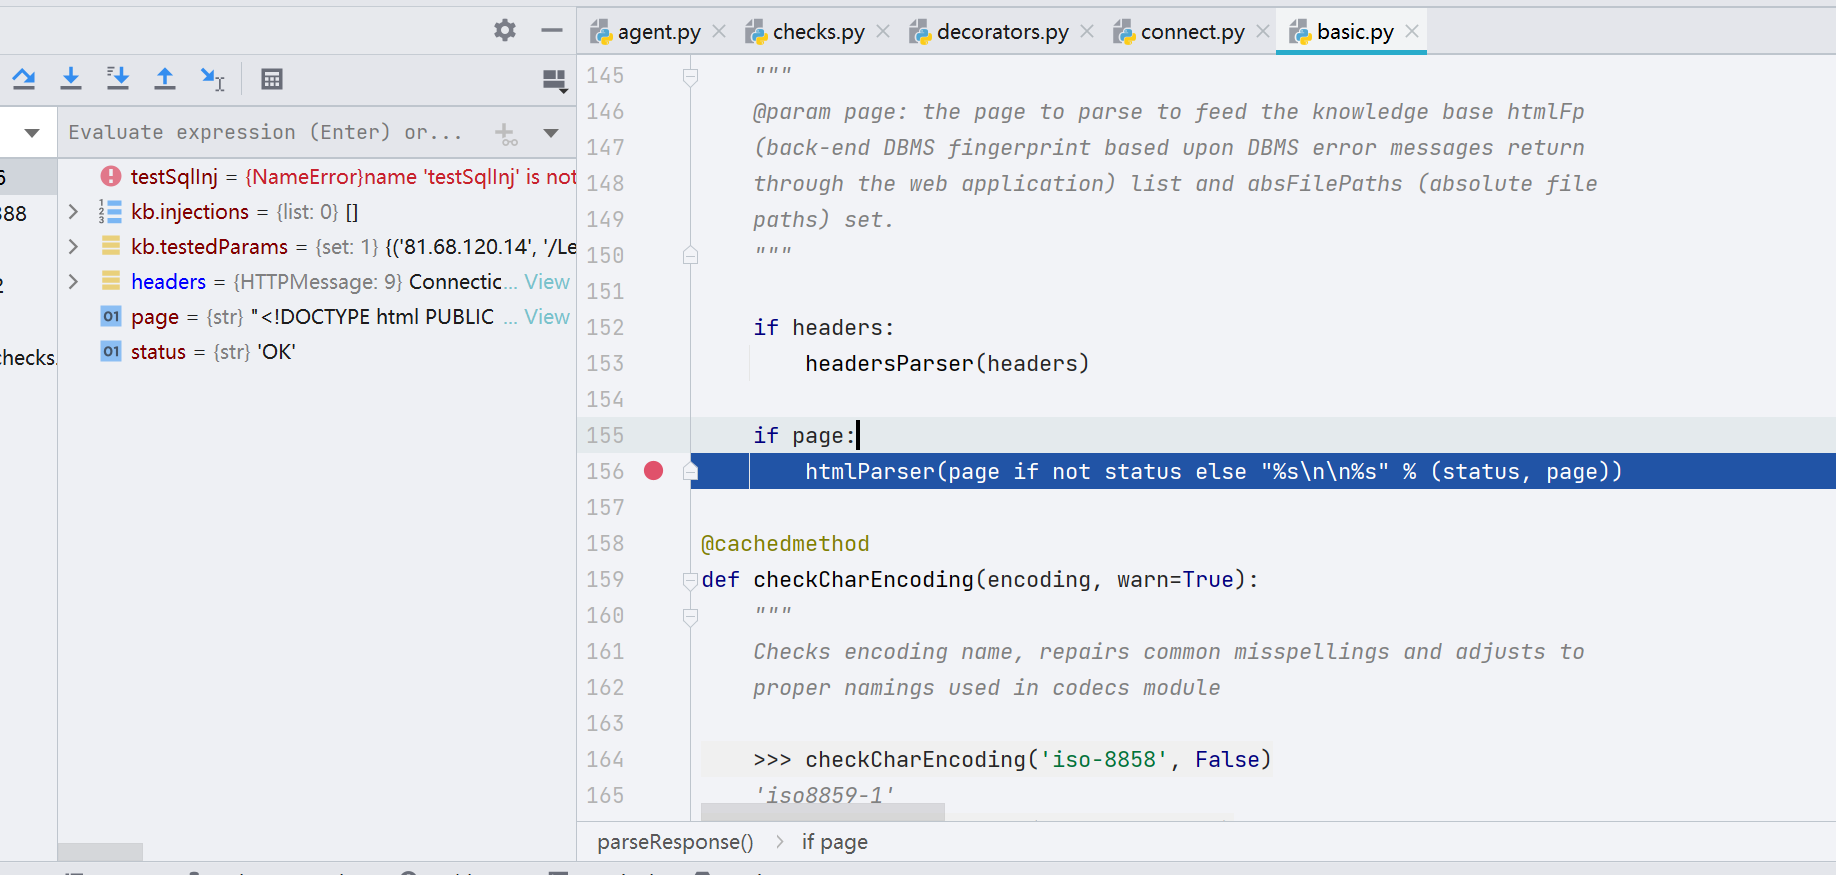 agent.py
checks.py
decorators.py
connect.py
basic.py
Evaluate expression (Enter) or...
6
388
2
checks.
testSqlInj = {NameError}name 'testSqlInj' is not
kb.injections = {list: 0} []
kb.testedParams = {set: 1} {('81.68.120.14', '/Le
headers = {HTTPMessage: 9} Connectic... View
page = {str} "<!DOCTYPE html PUBLIC ... View
status = {str} 'OK'
145 """
146 @param page: the page to parse to feed the knowledge base htmlFp
147 (back-end DBMS fingerprint based upon DBMS error messages return
148 through the web application) list and absFilePaths (absolute file
149 paths) set.
150 """
151
152 if headers:
153 headersParser(headers)
154
155 if page:
156 htmlParser(page if not status else "%s\n\n%s" % (status, page))
157
158 @cachedmethod
159 def checkCharEncoding(encoding, warn=True):
160 """
161 Checks encoding name, repairs common misspellings and adjusts to
162 proper namings used in codecs module
163
164 >>> checkCharEncoding('iso-8858', False)
165 'iso8859-1'
parseResponse() > if page